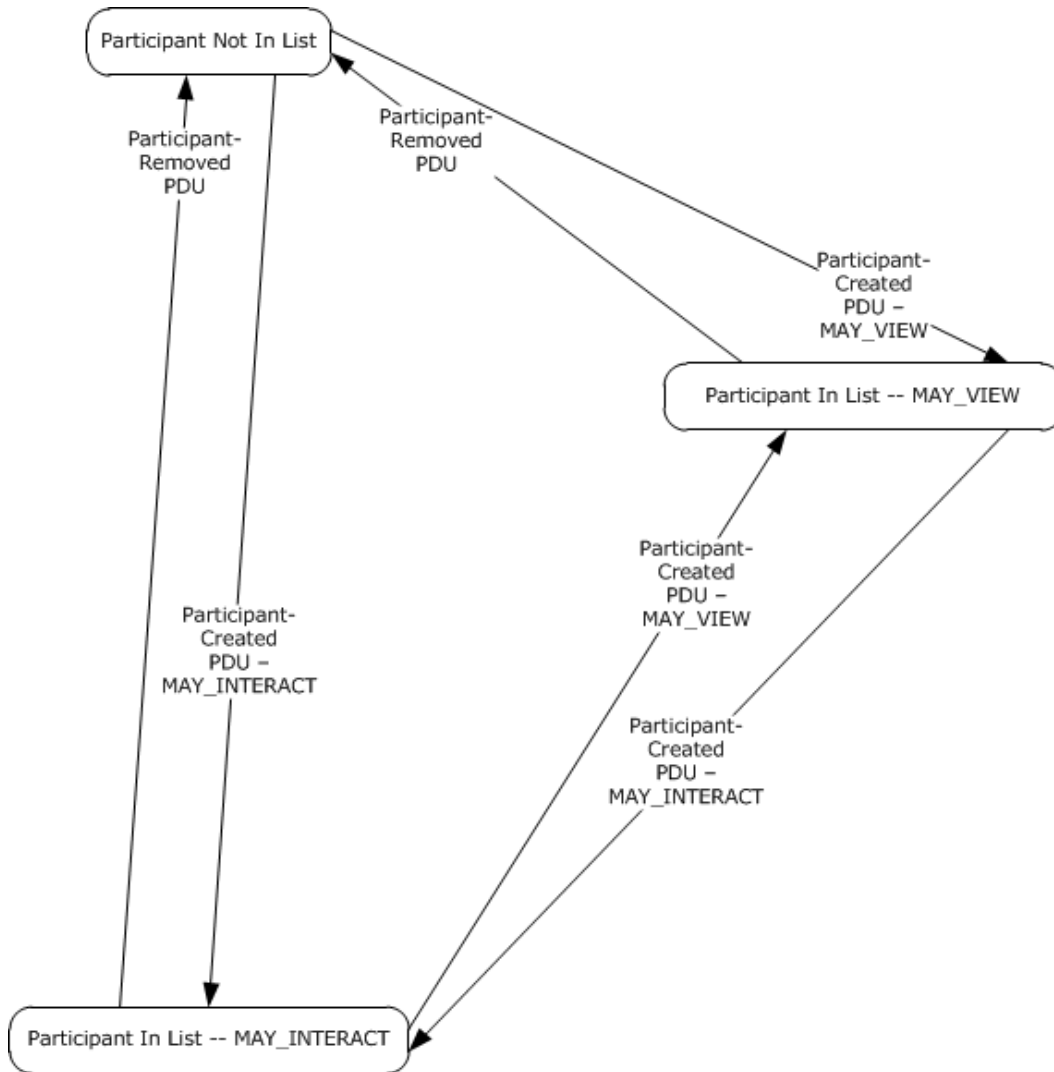 Participant Not In List
Participant-
Removed
PDU
Participant-
Removed
PDU
Participant-
Created
PDU –
MAY_VIEW
Participant In List -- MAY_VIEW
Participant-
Created
PDU –
MAY_VIEW
Participant-
Created
PDU –
MAY_INTERACT
Participant-
Created
PDU –
MAY_INTERACT
Participant In List -- MAY_INTERACT